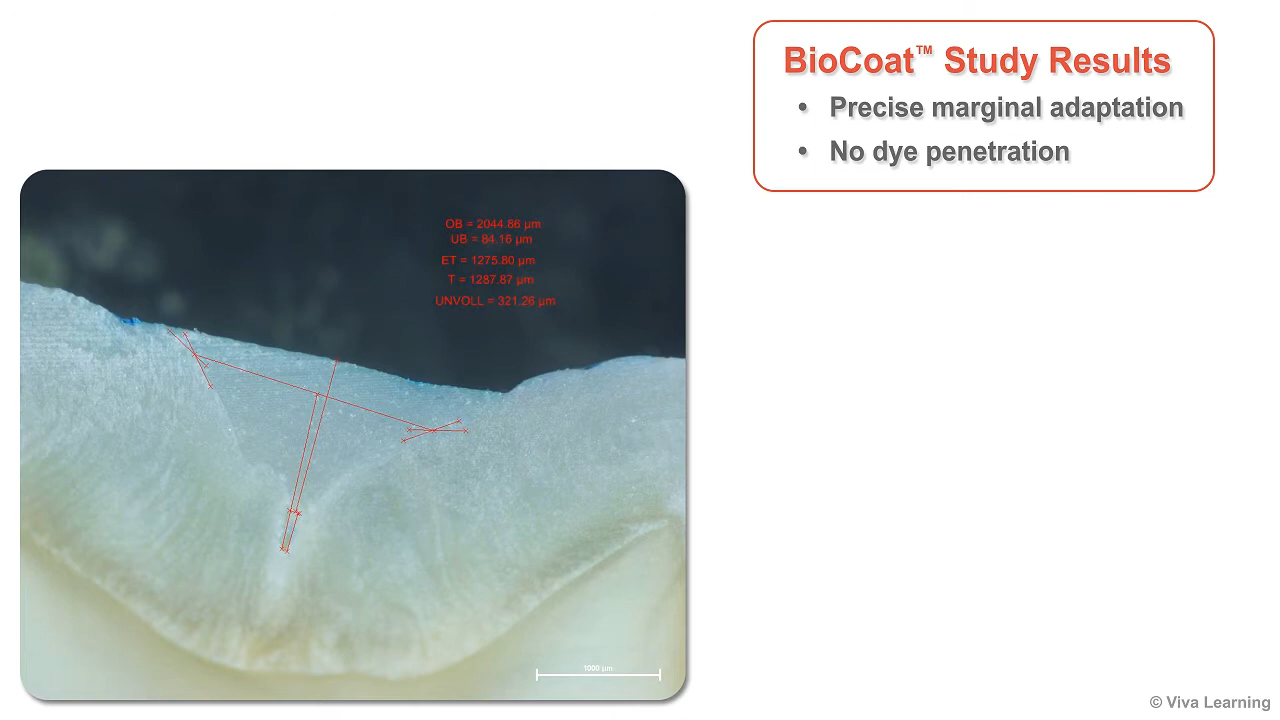 BioCoat™ Study Results
• Precise marginal adaptation
• No dye penetration
OB = 2044.86 µm
UB = 84.16 µm
ET = 1275.80 µm
T = 1287.87 µm
UNVOLL = 321.26 µm
1000 µm
© Viva Learning